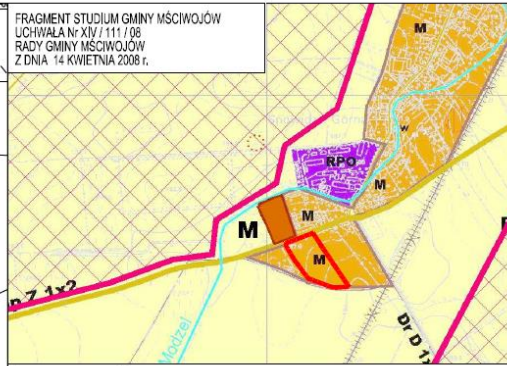 FRAGMENT STUDIUM GMINY MŚCIWOJÓW
UCHWAŁA Nr XIV / 111 / 08
RADY GMINY MŚCIWOJÓW
Z DNIA 14 KWIETNIA 2008 r.
M
w
RPO
M
M
M
M
Z 1x2
Modzel
Dr D 1x